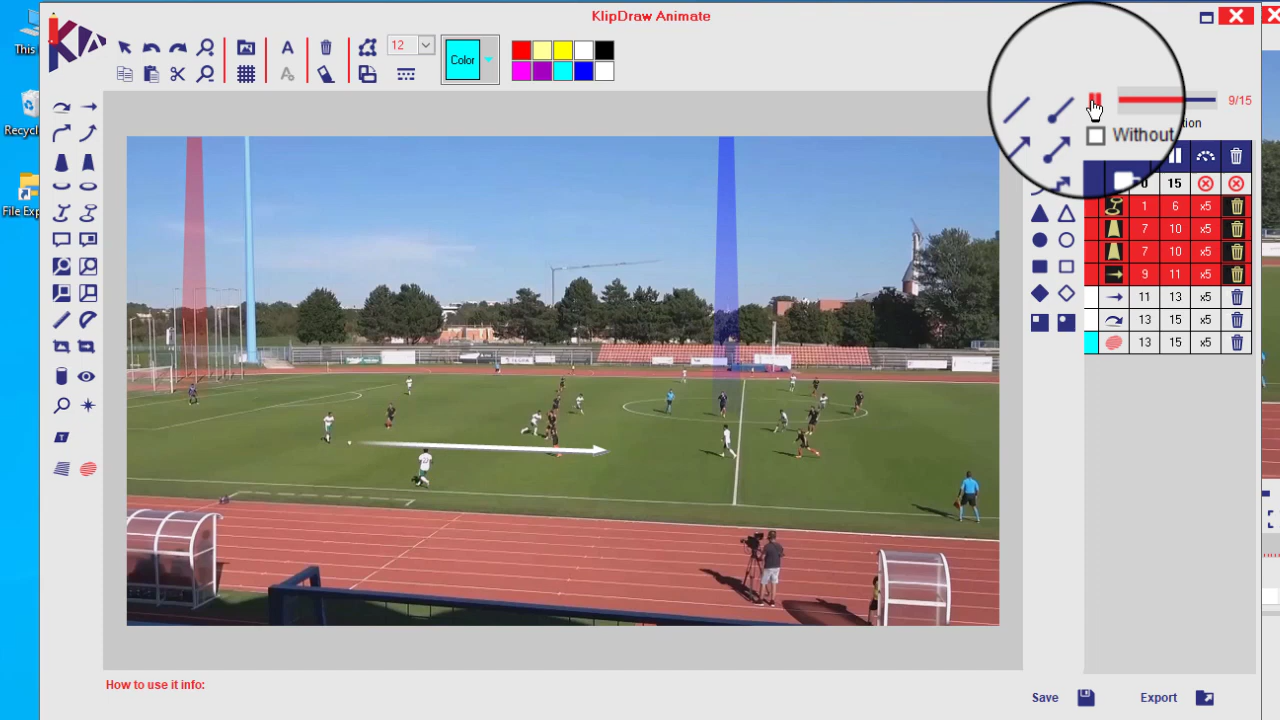 KlipDraw Animate
This
12
Color
9/15
tion
Without
0 15
1 6 x5
7 10 x5
7 10 x5
9 11 x5
11 13 x5
13 15 x5
13 15 x5
Recyc
File Exp
A
A
T
How to use it info:
Save
Export